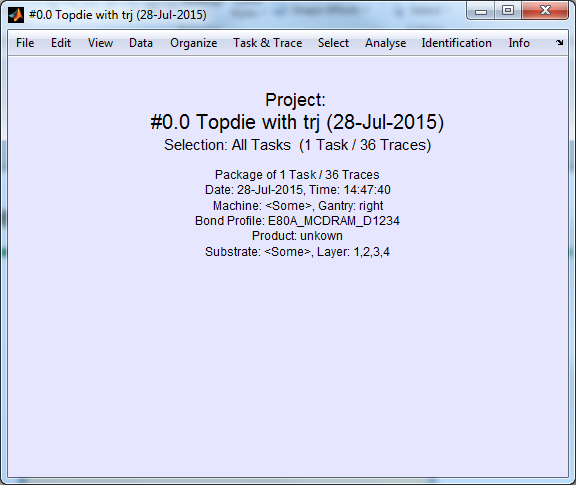 #0.0 Topdie with trj (28-Jul-2015)
File Edit View Data Organize Task & Trace Select Analyse Identification Info
Project:
#0.0 Topdie with trj (28-Jul-2015)
Selection: All Tasks (1 Task / 36 Traces)
Package of 1 Task / 36 Traces
Date: 28-Jul-2015, Time: 14:47:40
Machine: <Some>, Gantry: right
Bond Profile: E80A_MCDRAM_D1234
Product: unkown
Substrate: <Some>, Layer: 1,2,3,4